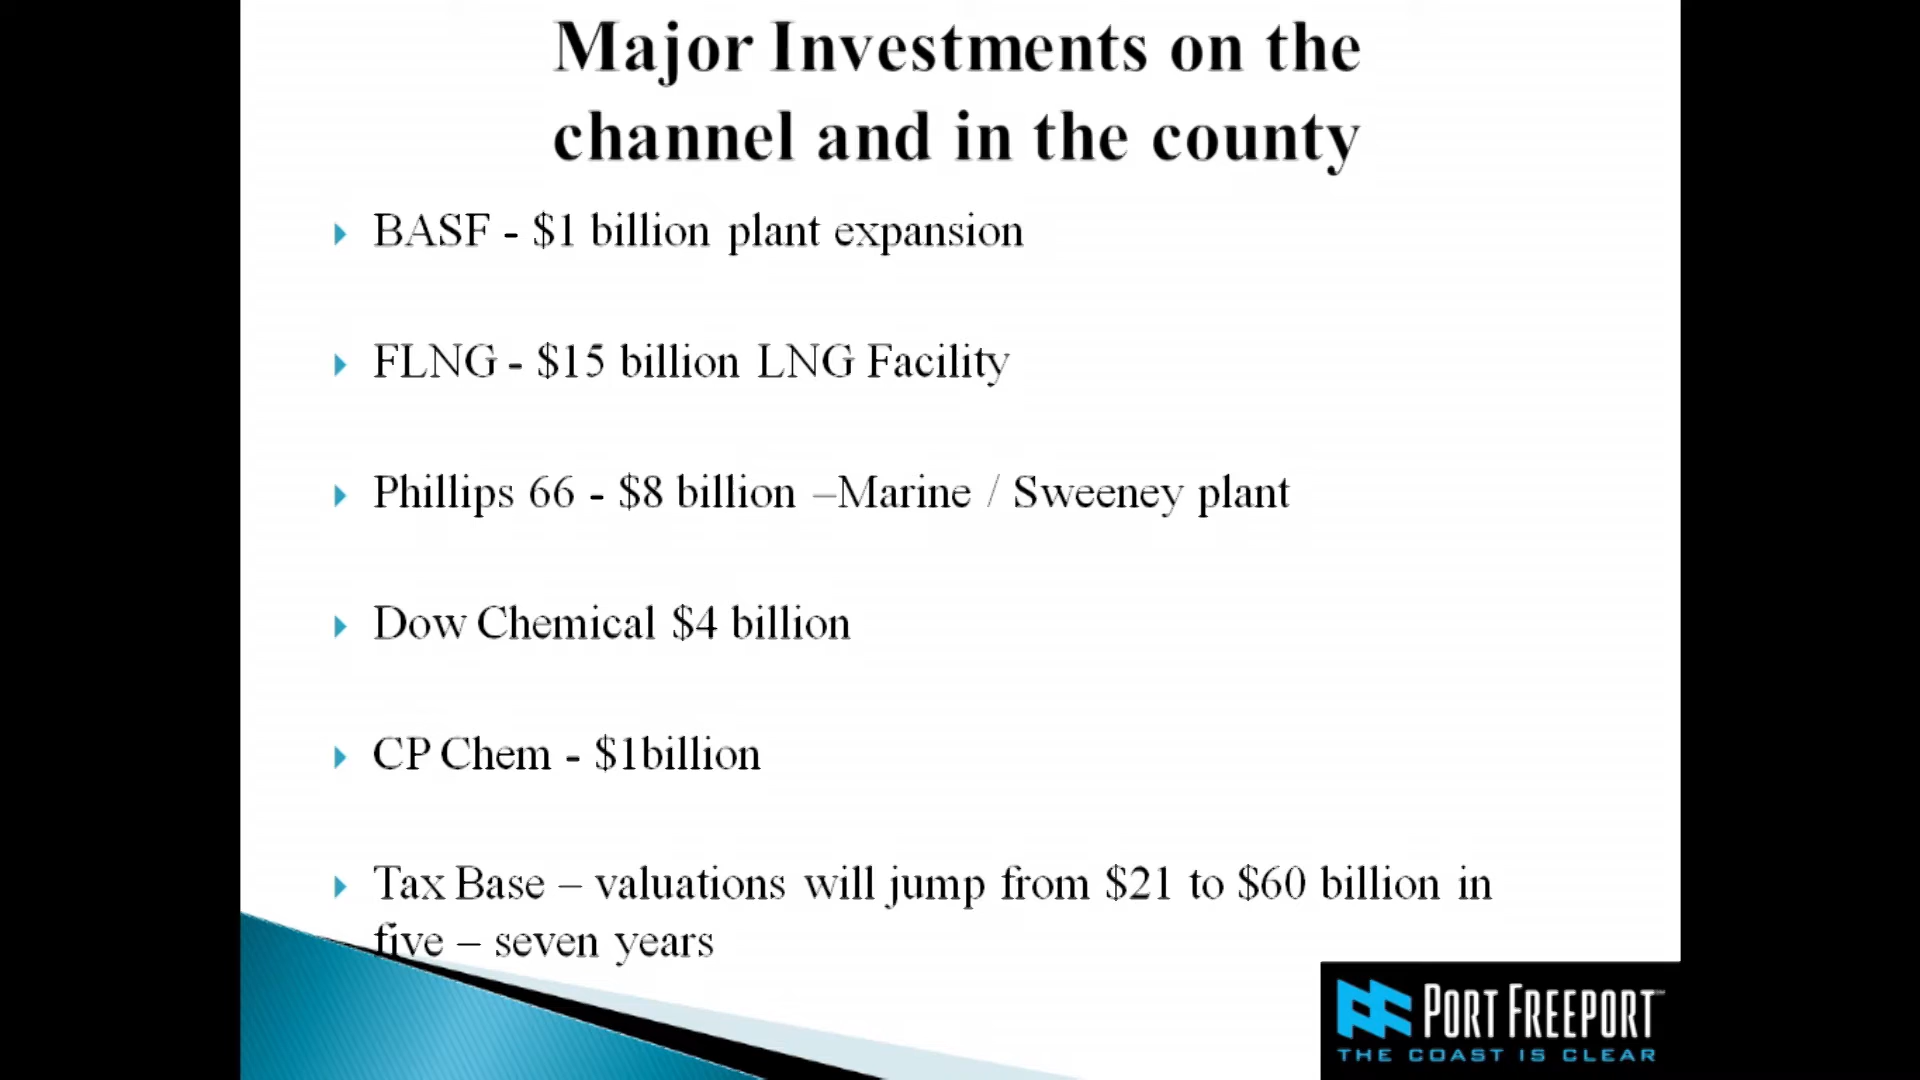 Major Investments on the
channel and in the county
BASF - $1 billion plant expansion
FLNG - $15 billion LNG Facility
Phillips 66 - $8 billion –Marine / Sweeney plant
Dow Chemical $4 billion
CP Chem - $1billion
Tax Base – valuations will jump from $21 to $60 billion in
five – seven years
PORT FREEPORT℠
THE COAST IS CLEAR